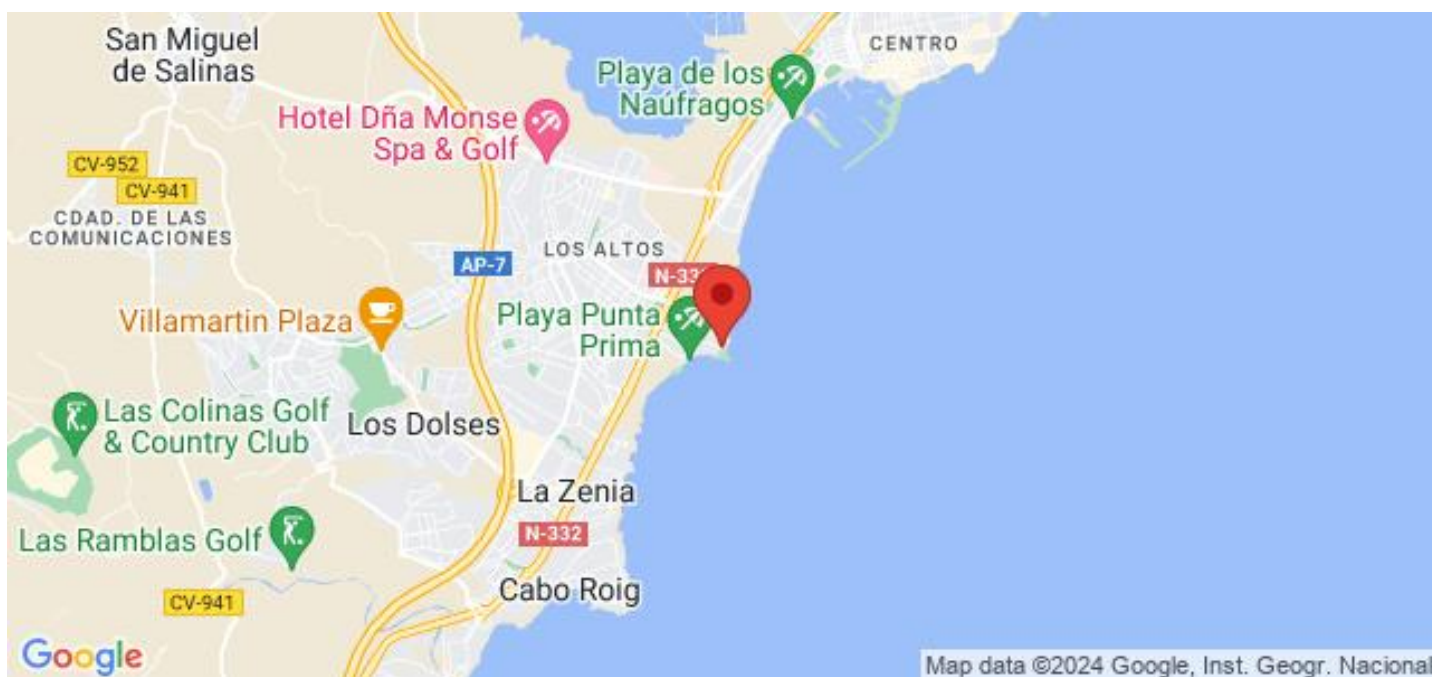 San Miguel
de Salinas
CENTRO
Playa de los
Naúfragos
Hotel Dña Monse
Spa & Golf
CV-952
CV-941
CDAD. DE LAS
COMUNICACIONES
LOS ALTOS
AP-7
N-33
Playa Punta
Prima
Villamartin Plaza
Las Colinas Golf
& Country Club
Los Dolses
La Zenia
N-332
Las Ramblas Golf
Cabo Roig
CV-941
Google
Map data ©2024 Google, Inst. Geogr. Nacional